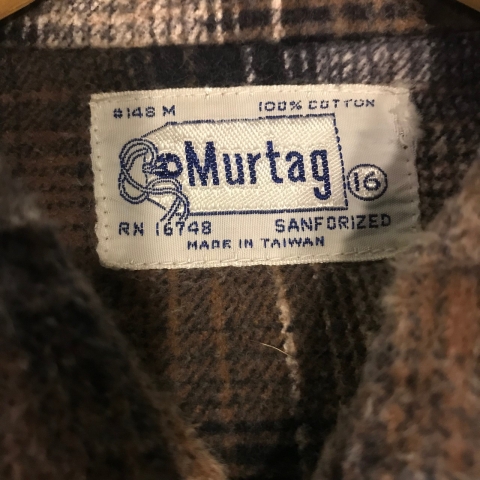 #148 M 100% COTTON
Murtag 16
RN 16748 SANFORIZED
MADE IN TAIWAN